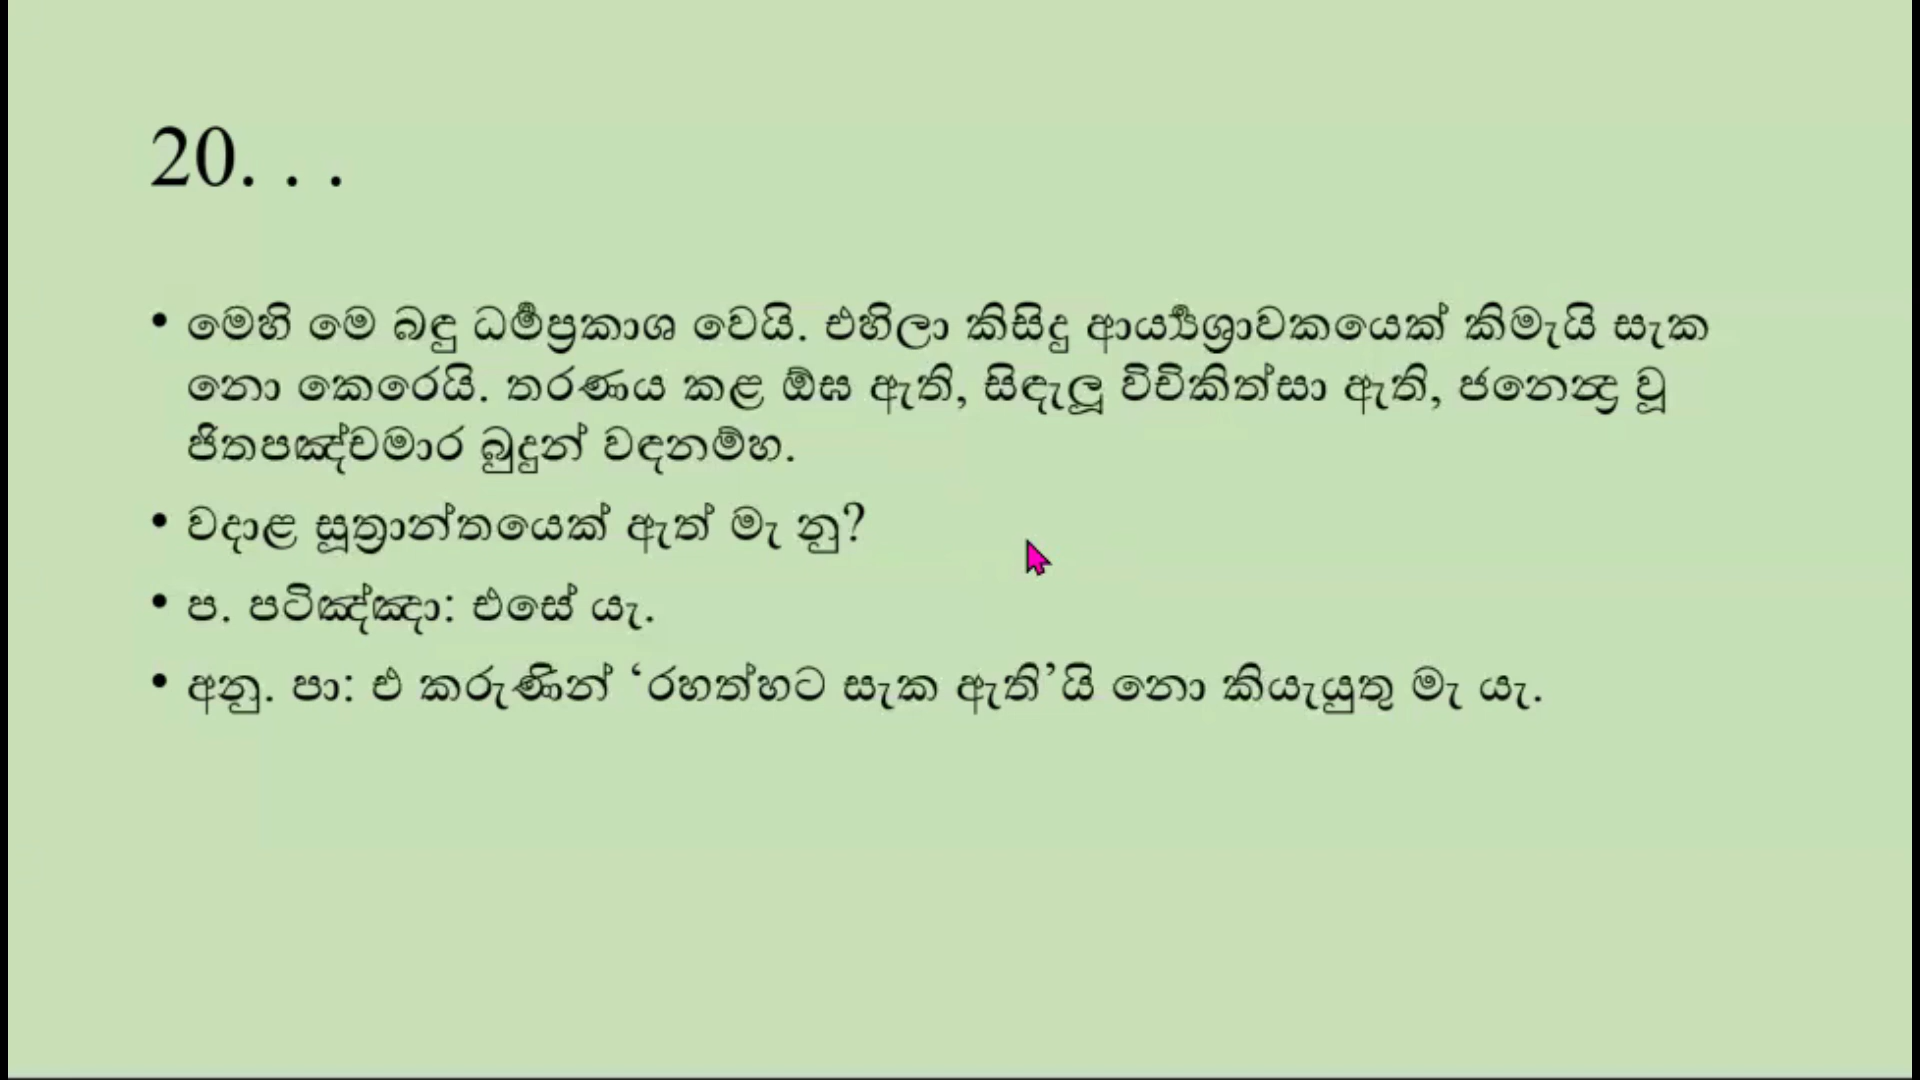 20. . .
• මෙහි මෙ බඳු ධර්‍මප්‍රකාශ වෙයි. එහිලා කිසිදු ආර්‍ය්‍යශ්‍රාවකයෙක් කිමැයි සැක
නො කෙරෙයි. තරණය කළ ඕඝ ඇති, සිඳැලූ විචිකිත්සා ඇති, ජනෙන්‍ද්‍ර වූ
ජිතපඤ්චමාර බුදුන් වඳනම්හ.
• වදාළ සූත්‍රාන්තයෙක් ඇත් මැ නු?
• ප. පටිඤ්ඤා: එසේ යැ.
• අනු. පා: එ කරුණින් ‘රහත්හට සැක ඇති’යි නො කියැයුතු මැ යැ.